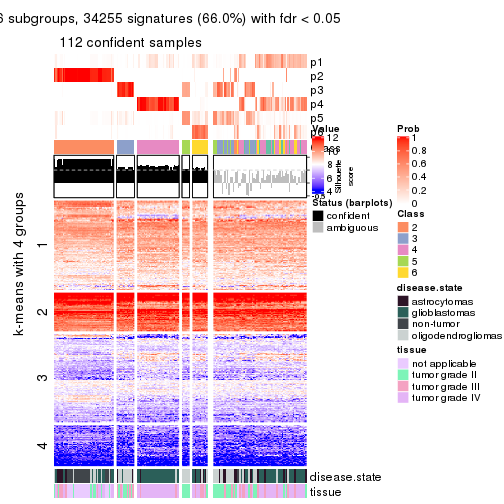 6 subgroups, 34255 signatures (66.0%) with fdr < 0.05
112 confident samples
p1
p2
p3
p4
p5
k-means with 4 groups
1
2
3
4
Value
12
8
6
4
Silhouette
score
Status (barplots)
confident
ambiguous
Prob
1
0.8
0.6
0.4
0.2
0
Class
2
3
4
5
6
disease.state
astrocytomas
glioblastomas
non-tumor
oligodendrogliomas
tissue
not applicable
tumor grade II
tumor grade III
tumor grade IV
disease.state
tissue